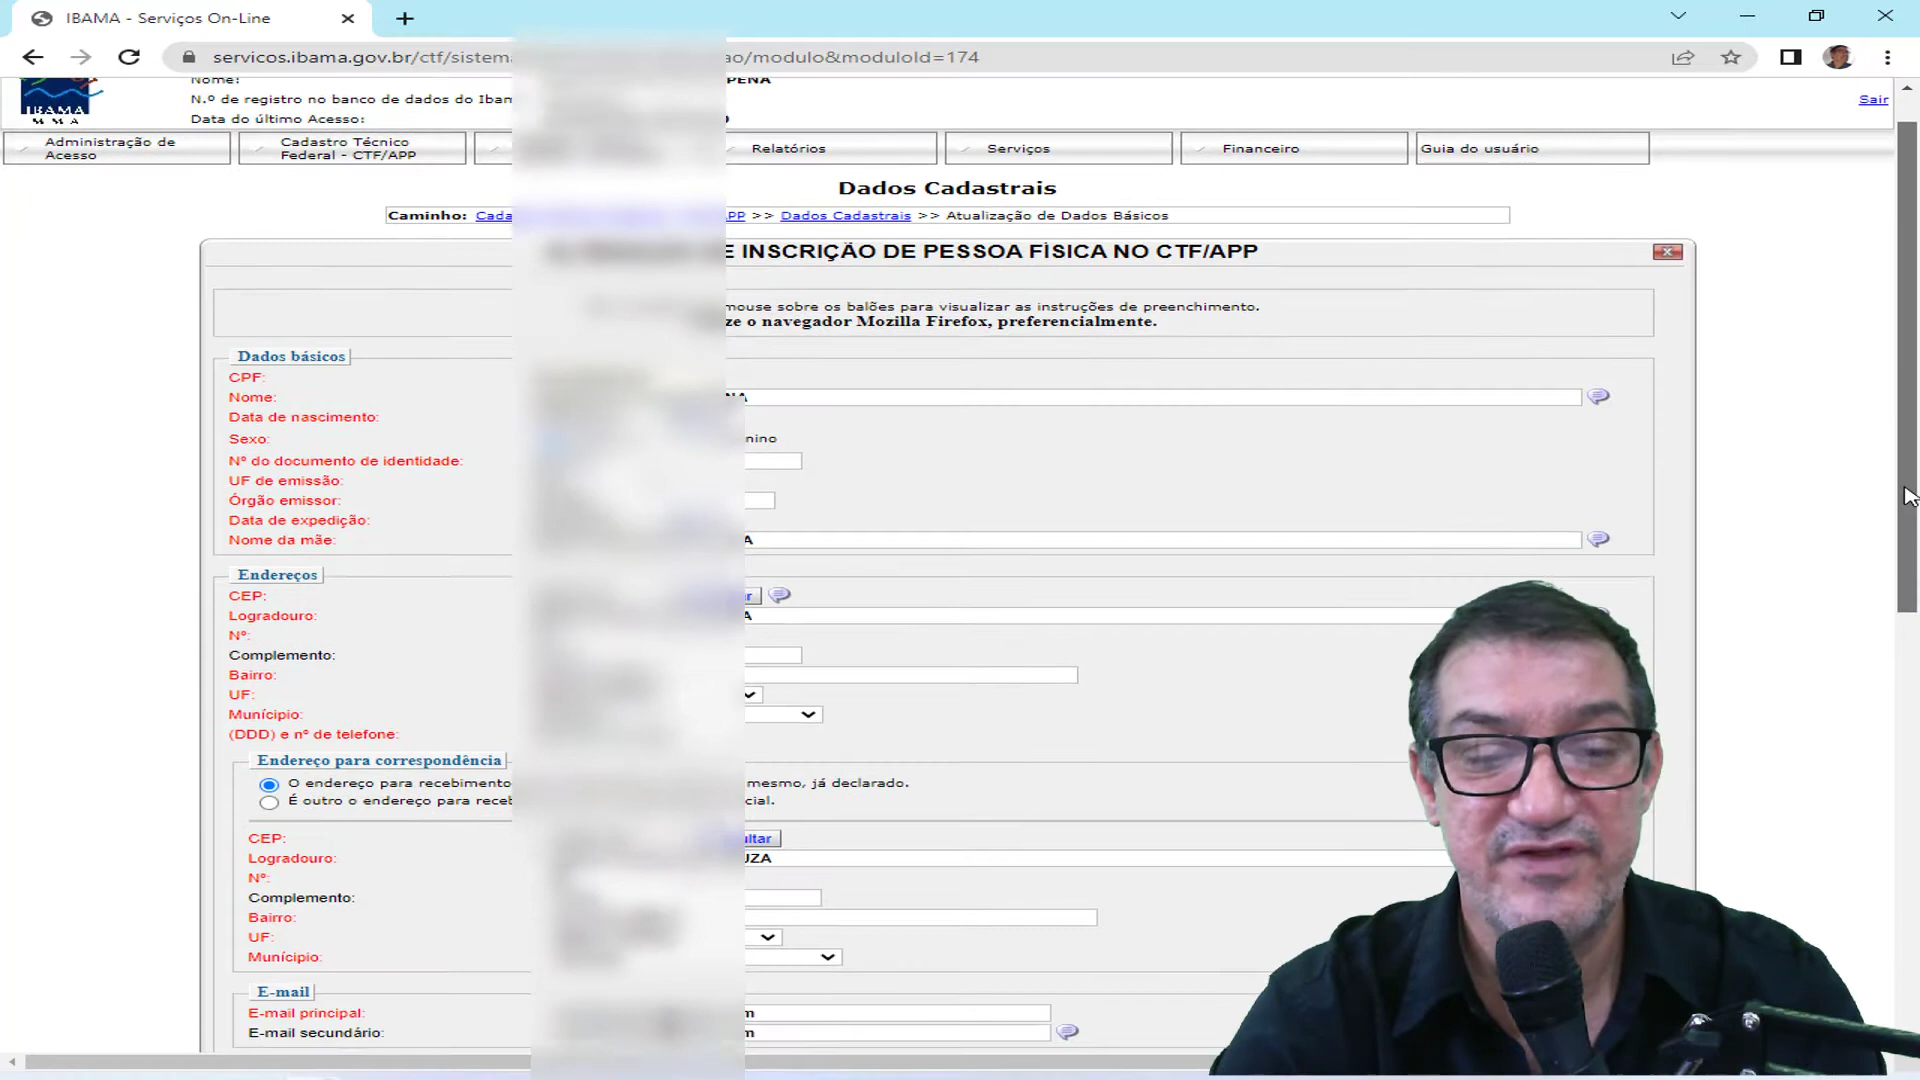 IBAMA - Serviços On-Line
servicos.ibama.gov.br/ctf/sistema
ao/modulo&moduloId=174
IBAMA
M M A
Nome:
PENA
N.º de registro no banco de dados do Ibam
Data do último Acesso:
Sair
Administração de
Acesso
Cadastro Técnico
Federal - CTF/APP
Relatórios
Serviços
Financeiro
Guia do usuário
Dados Cadastrais
Caminho: Cada
PP >> Dados Cadastrais >> Atualização de Dados Básicos
E INSCRIÇÃO DE PESSOA FÍSICA NO CTF/APP
mouse sobre os balões para visualizar as instruções de preenchimento.
ze o navegador Mozilla Firefox, preferencialmente.
Dados básicos
CPF:
Nome:
NA
Data de nascimento:
Sexo:
nino
Nº do documento de identidade:
UF de emissão:
Órgão emissor:
Data de expedição:
Nome da mãe:
A
Endereços
CEP:
ar
Logradouro:
A
Nº:
Complemento:
Bairro:
UF:
Município:
(DDD) e nº de telefone:
Endereço para correspondência
O endereço para recebimento
mesmo, já declarado.
É outro o endereço para receb
cial.
CEP:
ultar
Logradouro:
UZA
Nº:
Complemento:
Bairro:
UF:
Município:
E-mail
E-mail principal:
m
E-mail secundário:
m